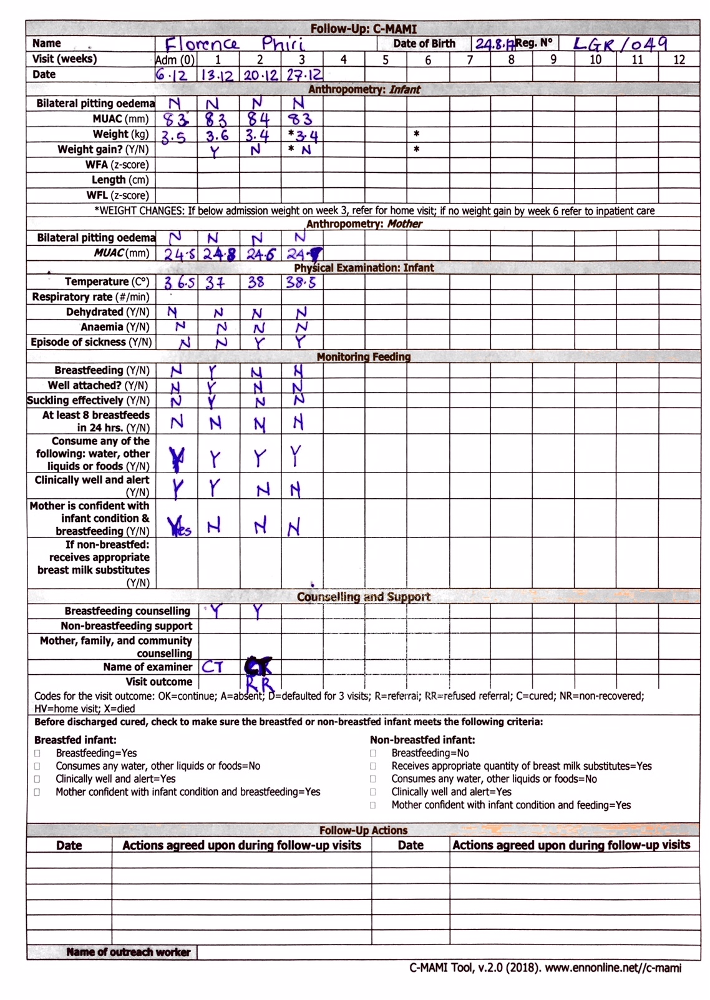 Follow-Up: C-MAMI
Name Florence Phiri Date of Birth 24.8.17 Reg. N° LGR/049
Visit (weeks) Adm (0) 1 2 3 4 5 6 7 8 9 10 11 12
Date 6.12 13.12 20.12 27.12
Anthropometry: Infant
Bilateral pitting oedema N N N N
MUAC (mm) 83 83 84 83
Weight (kg) 3.5 3.6 3.4 *3.4 *
Weight gain? (Y/N) Y N * N *
WFA (z-score)
Length (cm)
WFL (z-score)
*WEIGHT CHANGES: If below admission weight on week 3, refer for home visit; if no weight gain by week 6 refer to inpatient care
Anthropometry: Mother
Bilateral pitting oedema N N N N
MUAC (mm) 24.5 24.8 24.6 24.
Physical Examination: Infant
Temperature (C°) 36.5 37 38 38.5
Respiratory rate (#/min)
Dehydrated (Y/N) N N N N
Anaemia (Y/N) N N N N
Episode of sickness (Y/N) N N Y Y
Monitoring Feeding
Breastfeeding (Y/N) N Y N N
Well attached? (Y/N) N Y N N
Suckling effectively (Y/N) N Y N N
At least 8 breastfeeds
in 24 hrs. (Y/N) N N N N
Consume any of the
following: water, other
liquids or foods (Y/N) Y Y Y Y
Clinically well and alert
(Y/N) Y Y N N
Mother is confident with
infant condition &
breastfeeding (Y/N) Yes N N N
If non-breastfed:
receives appropriate
breast milk substitutes
(Y/N)
Counselling and Support
Breastfeeding counselling Y Y
Non-breastfeeding support
Mother, family, and community
counselling
Name of examiner CT
Visit outcome RR
Codes for the visit outcome: OK=continue; A=absent; D=defaulted for 3 visits; R=referral; RR=refused referral; C=cured; NR=non-recovered;
HV=home visit; X=died
Before discharged cured, check to make sure the breastfed or non-breastfed infant meets the following criteria:
Breastfed infant:
Breastfeeding=Yes
Consumes any water, other liquids or foods=No
Clinically well and alert=Yes
Mother confident with infant condition and breastfeeding=Yes
Non-breastfed infant:
Breastfeeding=No
Receives appropriate quantity of breast milk substitutes=Yes
Consumes any water, other liquids or foods=No
Clinically well and alert=Yes
Mother confident with infant condition and feeding=Yes
Follow-Up Actions
Date Actions agreed upon during follow-up visits Date Actions agreed upon during follow-up visits
Name of outreach worker
C-MAMI Tool, v.2.0 (2018). www.ennonline.net//c-mami